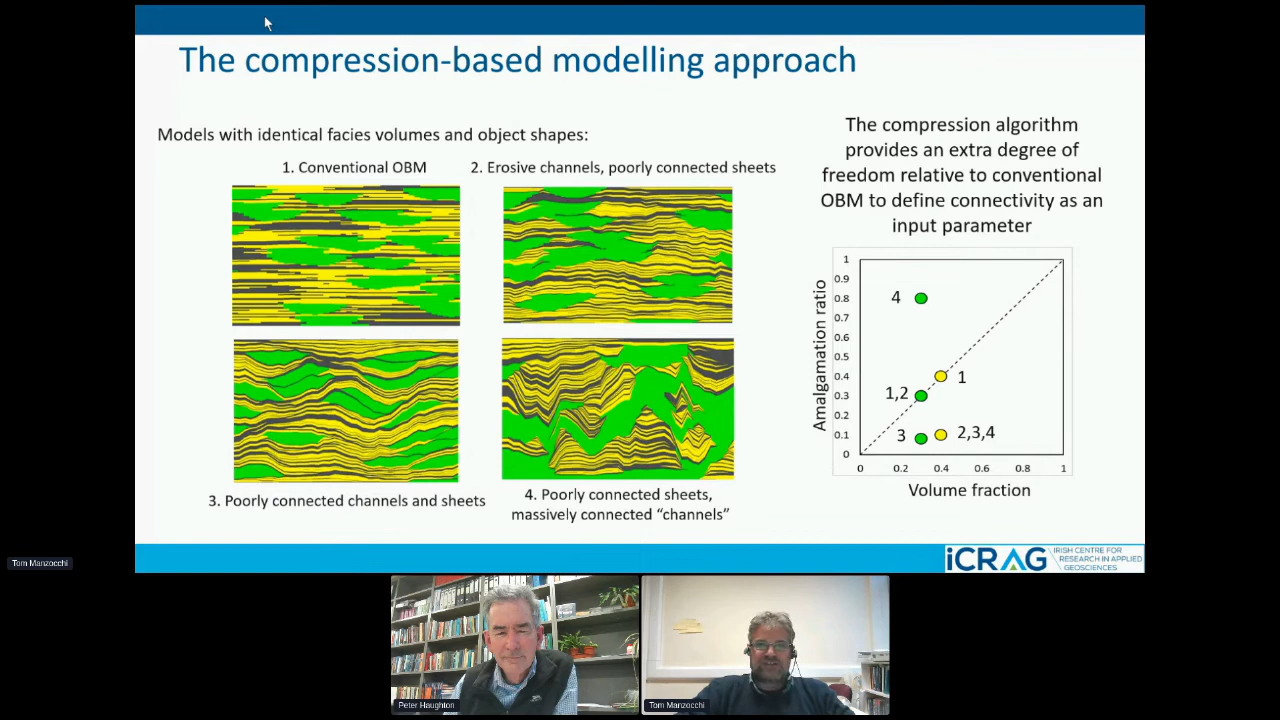 The compression-based modelling approach
Models with identical facies volumes and object shapes:
1. Conventional OBM
2. Erosive channels, poorly connected sheets
3. Poorly connected channels and sheets
4. Poorly connected sheets,
massively connected “channels”
The compression algorithm
provides an extra degree of
freedom relative to conventional
OBM to define connectivity as an
input parameter
Amalgamation ratio
1
0.9
0.8
0.7
0.6
0.5
0.4
0.3
0.2
0.1
0
4
1
1,2
3
2,3,4
0 0.2 0.4 0.6 0.8 1
Volume fraction
iCRAG
IRISH CENTRE FOR
RESEARCH IN APPLIED
GEOSCIENCES
Tom Manzocchi
Peter Haughton
Tom Manzocchi